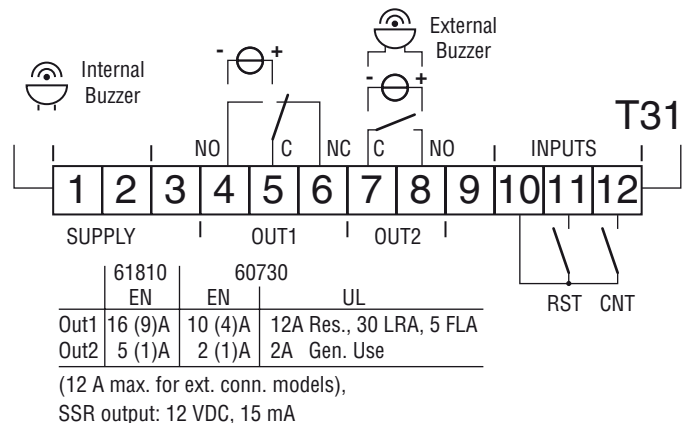 Internal
Buzzer
- +
External
Buzzer
- +
T31
NO C NC C NO INPUTS
1 2 3 4 5 6 7 8 9 10 11 12
SUPPLY OUT1 OUT2
RST CNT
61810 60730
EN EN UL
Out1 16 (9)A 10 (4)A 12A Res., 30 LRA, 5 FLA
Out2 5 (1)A 2 (1)A 2A Gen. Use
(12 A max. for ext. conn. models),
SSR output: 12 VDC, 15 mA